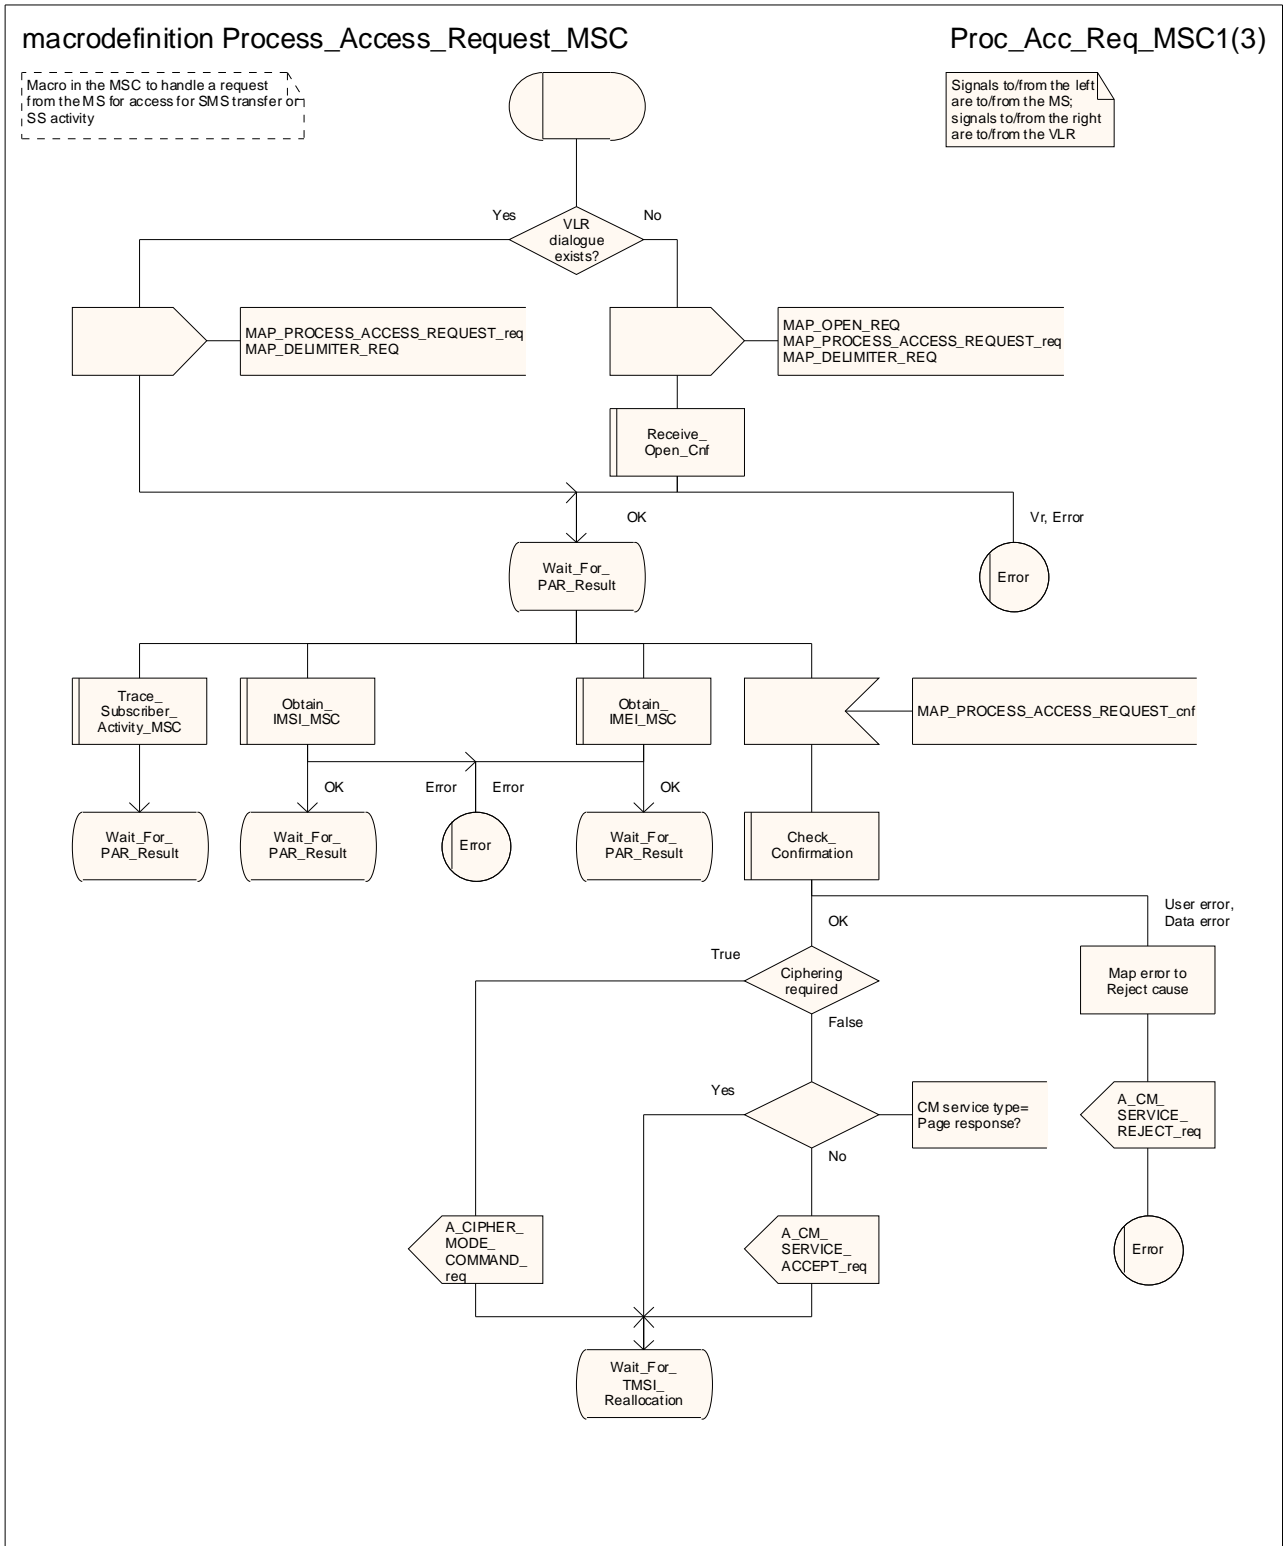 macrodefinition Process_Access_Request_MSC
Proc_Acc_Req_MSC1(3)
Macro in the MSC to handle a request
from the MS for access for SMS transfer or
SS activity
Signals to/from the left
are to/from the MS;
signals to/from the right
are to/from the VLR
Yes
No
VLR
dialogue
exists?
MAP_PROCESS_ACCESS_REQUEST_req
MAP_DELIMITER_REQ
MAP_OPEN_REQ
MAP_PROCESS_ACCESS_REQUEST_req
MAP_DELIMITER_REQ
Receive_
Open_Cnf
OK
Vr, Error
Wait_For_
PAR_Result
Error
Trace_
Subscriber_
Activity_MSC
Obtain_
IMSI_MSC
Obtain_
IMEI_MSC
MAP_PROCESS_ACCESS_REQUEST_cnf
OK
Error
Error
OK
Wait_For_
PAR_Result
Wait_For_
PAR_Result
Error
Wait_For_
PAR_Result
Check_
Confirmation
User error,
Data error
OK
True
Ciphering
required
Map error to
Reject cause
False
Yes
CM service type=
Page response?
A_CM_
SERVICE_
REJECT_req
No
A_CIPHER_
MODE_
COMMAND_
req
A_CM_
SERVICE_
ACCEPT_req
Error
Wait_For_
TMSI_
Reallocation